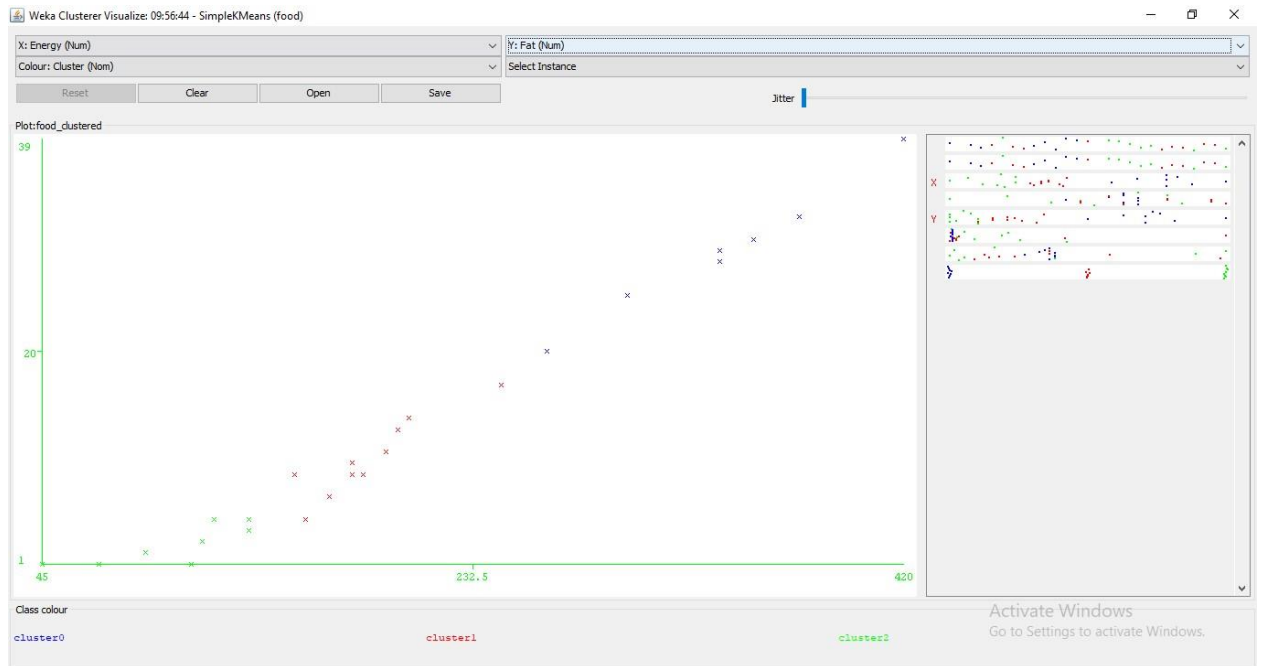 Weka Clusterer Visualize: 09:56:44 - SimpleKMeans (food)
X: Energy (Num)
Y: Fat (Num)
Colour: Cluster (Nom)
Select Instance
Reset
Clear
Open
Save
Jitter
Plot:food_clustered
39
20
1
45
232.5
420
X
Y
Class colour
cluster0
cluster1
cluster2
Activate Windows
Go to Settings to activate Windows.